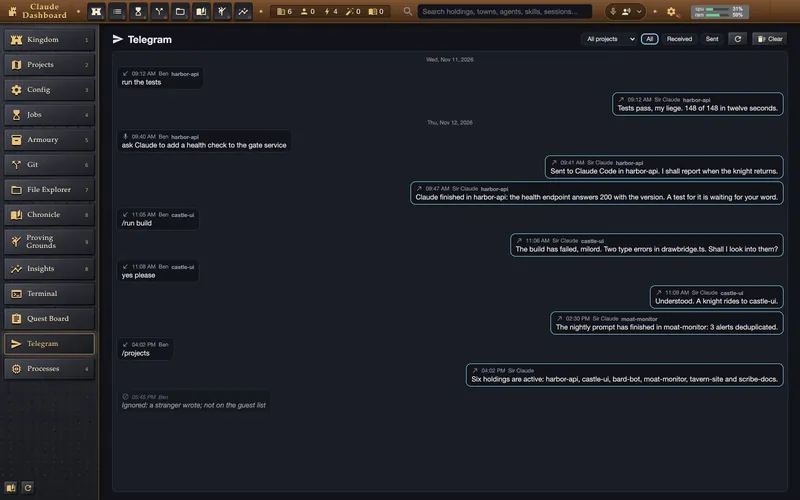 Claude
Dashboard
6 0 4 0 0
Search holdings, towns, agents, skills, sessions...
cpu 31%
ram 50%
Kingdom 1
Projects 2
Config 3
Jobs 4
Armoury 5
Git 6
File Explorer 7
Chronicle 8
Proving
Grounds 9
Insights
Terminal
Quest Board
Telegram
Processes
Telegram
All projects All Received Sent Clear
Wed, Nov 11, 2026
09:12 AM Ben harbor-api
run the tests
09:12 AM Sir Claude harbor-api
Tests pass, my liege. 148 of 148 in twelve seconds.
Thu, Nov 12, 2026
09:40 AM Ben harbor-api
ask Claude to add a health check to the gate service
09:41 AM Sir Claude harbor-api
Sent to Claude Code in harbor-api. I shall report when the knight returns.
09:47 AM Sir Claude harbor-api
Claude finished in harbor-api: the health endpoint answers 200 with the version. A test for it is waiting for your word.
11:05 AM Ben castle-ui
/run build
11:06 AM Sir Claude castle-ui
The build has failed, milord. Two type errors in drawbridge.ts. Shall I look into them?
11:08 AM Ben castle-ui
yes please
11:09 AM Sir Claude castle-ui
Understood. A knight rides to castle-ui.
02:30 PM Sir Claude moat-monitor
The nightly prompt has finished in moat-monitor: 3 alerts deduplicated.
04:02 PM Ben
/projects
04:02 PM Sir Claude
Six holdings are active: harbor-api, castle-ui, bard-bot, moat-monitor, tavern-site and scribe-docs.
PM Ben
Ignored: a stranger wrote; not on the guest list